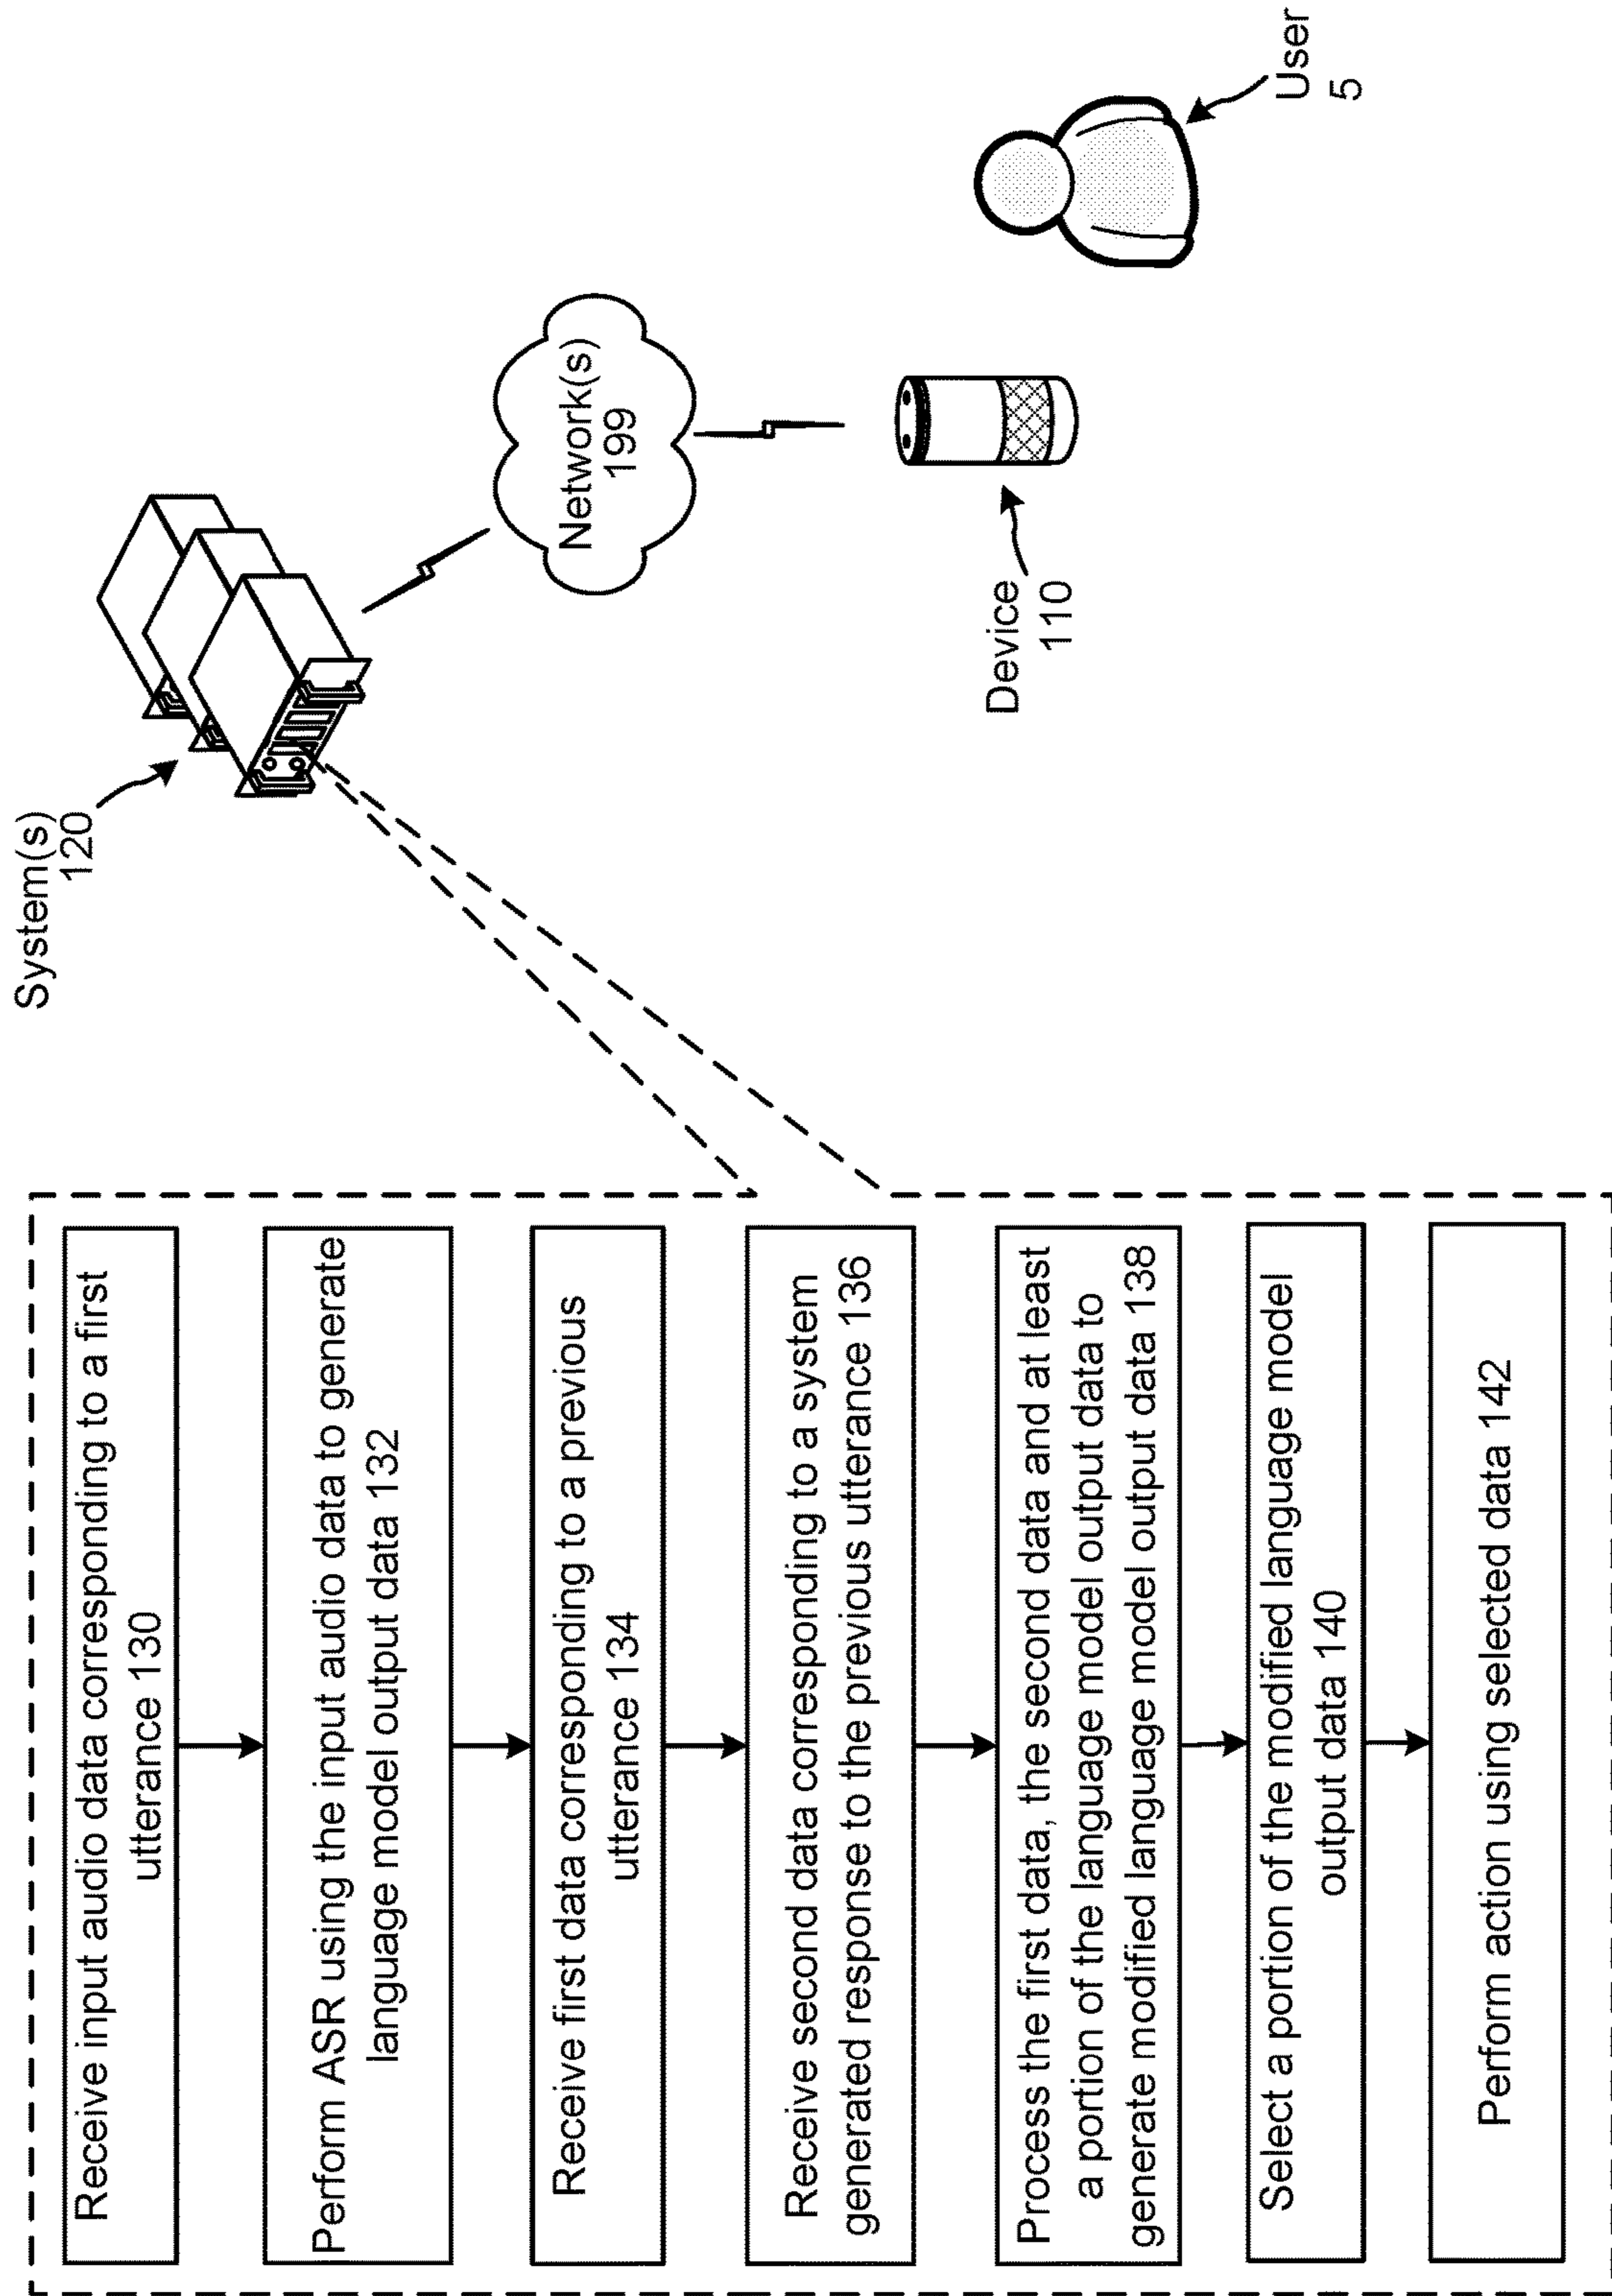 System(s)
120
Network(s)
199
Device
110
User
5
Receive input audio data corresponding to a first
utterance 130
Perform ASR using the input audio data to generate
language model output data 132
Receive first data corresponding to a previous
utterance 134
Receive second data corresponding to a system
generated response to the previous utterance 136
Process the first data, the second data and at least
a portion of the language model output data to
generate modified language model output data 138
Select a portion of the modified language model
output data 140
Perform action using selected data 142